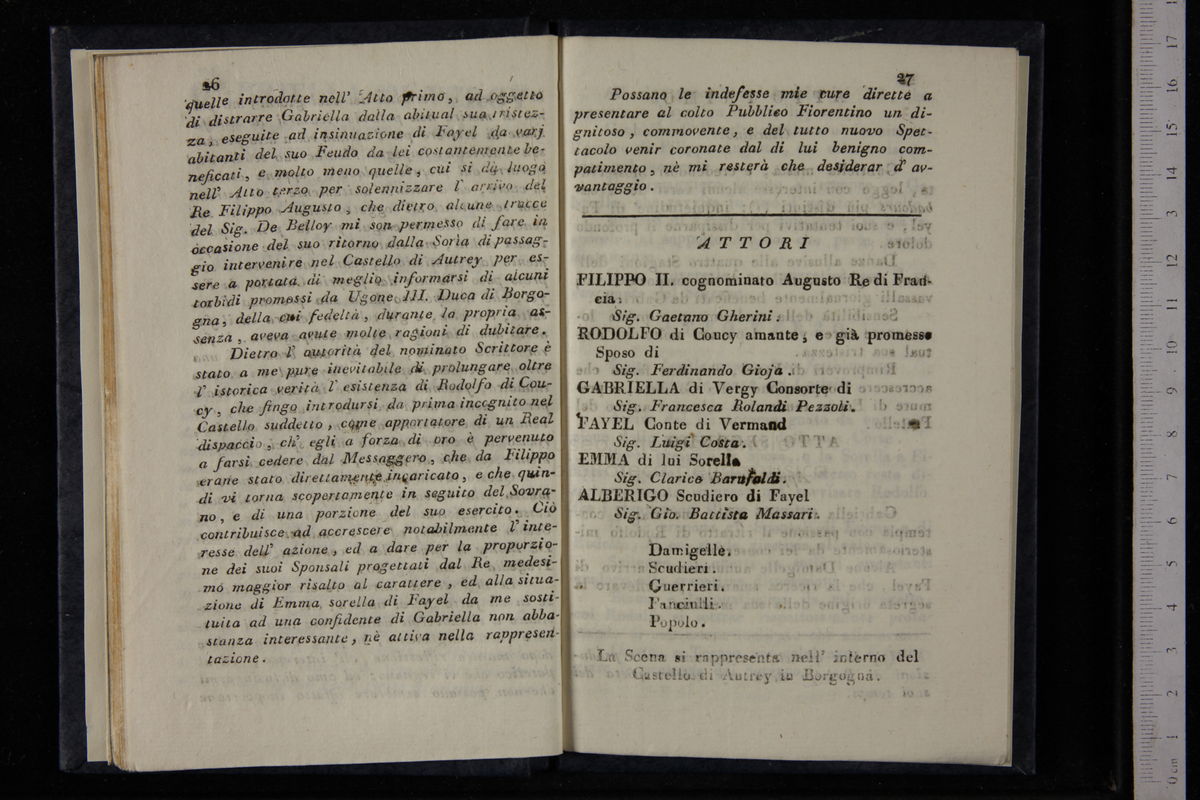 26
quelle introdotte nell' Atto primo, ad oggetto
di distrarre Gabriella dalla abitual sua tristez-
za, eseguite ad insinuazione di Fayel da varj
abitanti del suo Feudo da lei costantemente be-
neficati, e molto meno quelle, cui si dà luogo
nell' Atto terzo per solennizzare l' arrivo del
Re Filippo Augusto, che dietro alcune tracce
del Sig. De Belloy mi son permesso di fare in
occasione del suo ritorno dalla Sorìa di passag-
gio intervenire nel Castello di Autrey per es-
sere a portata di meglio informarsi di alcuni
torbidi promossi da Ugone III. Duca di Borgo-
gna, della cui fedeltà, durante la propria as-
senza, aveva avute molte ragioni di dubitare.
Dietro l' autorità del nominato Scrittore è
stato a me pure inevitabile di prolungare oltre
l' istorica verità l' esistenza di Rodolfo di Cou-
cy, che fingo introdursi da prima incognito nel
Castello suddetto, come apportatore di un Real
dispaccio, ch' egli a forza di oro è pervenuto
a farsi cedere dal Messaggero, che da Filippo
erane stato direttamente incaricato, e che quin-
di vi torna scopertamente in seguito del Sovra-
no, e di una porzione del suo esercito. Ciò
contribuisce ad accrescere notabilmente l' inte-
resse dell' azione, ed a dare per la proporzio-
ne dei suoi Sponsali progettati dal Re medesi-
mo maggior risalto al carattere, ed alla situa-
zione di Emma sorella di Fayel da me sosti-
tuita ad una confidente di Gabriella non abba-
stanza interessante, nè attiva nella rappresen-
tazione.
27
Possano le indefesse mie cure dirette a
presentare al colto Pubblico Fiorentino un di-
gnitoso, commovente, e del tutto nuovo Spet-
tacolo venir coronate dal di lui benigno com-
patimento, nè mi resterà che desiderar d' av-
vantaggio.
ATTORI
FILIPPO II. cognominato Augusto Re di Fran-
cia.
Sig. Gaetano Gherini.
RODOLFO di Coucy amante, e già promesso
Sposo di
Sig. Ferdinando Gioja.
GABRIELLA di Vergy Consorte di
Sig. Francesca Rolandi Pezzoli.
FAYEL Conte di Vermand
Sig. Luigi Costa.
EMMA di lui Sorella
Sig. Clarice Barufaldi.
ALBERIGO Scudiero di Fayel
Sig. Gio. Battista Massari.
Damigelle.
Scudieri.
Guerrieri.
Fanciulli.
Popolo.
La Scena si rappresenta nell' interno del
Castello di Autrey in Borgogna.